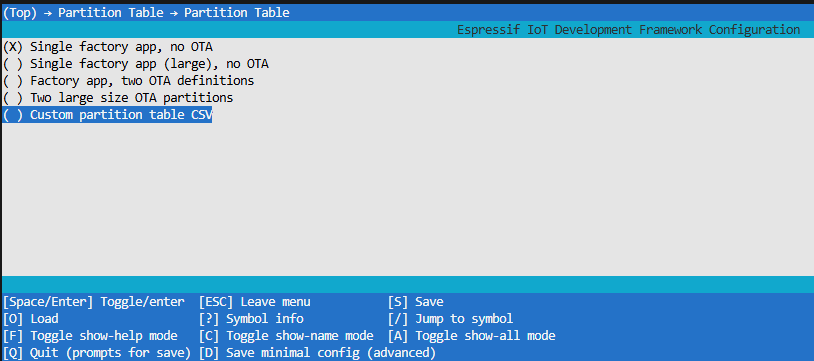 (Top) → Partition Table → Partition Table
Espressif IoT Development Framework Configuration
(X) Single factory app, no OTA
( ) Single factory app (large), no OTA
( ) Factory app, two OTA definitions
( ) Two large size OTA partitions
( ) Custom partition table CSV
[Space/Enter] Toggle/enter [ESC] Leave menu [S] Save
[O] Load [?] Symbol info [/] Jump to symbol
[F] Toggle show-help mode [C] Toggle show-name mode [A] Toggle show-all mode
[Q] Quit (prompts for save) [D] Save minimal config (advanced)